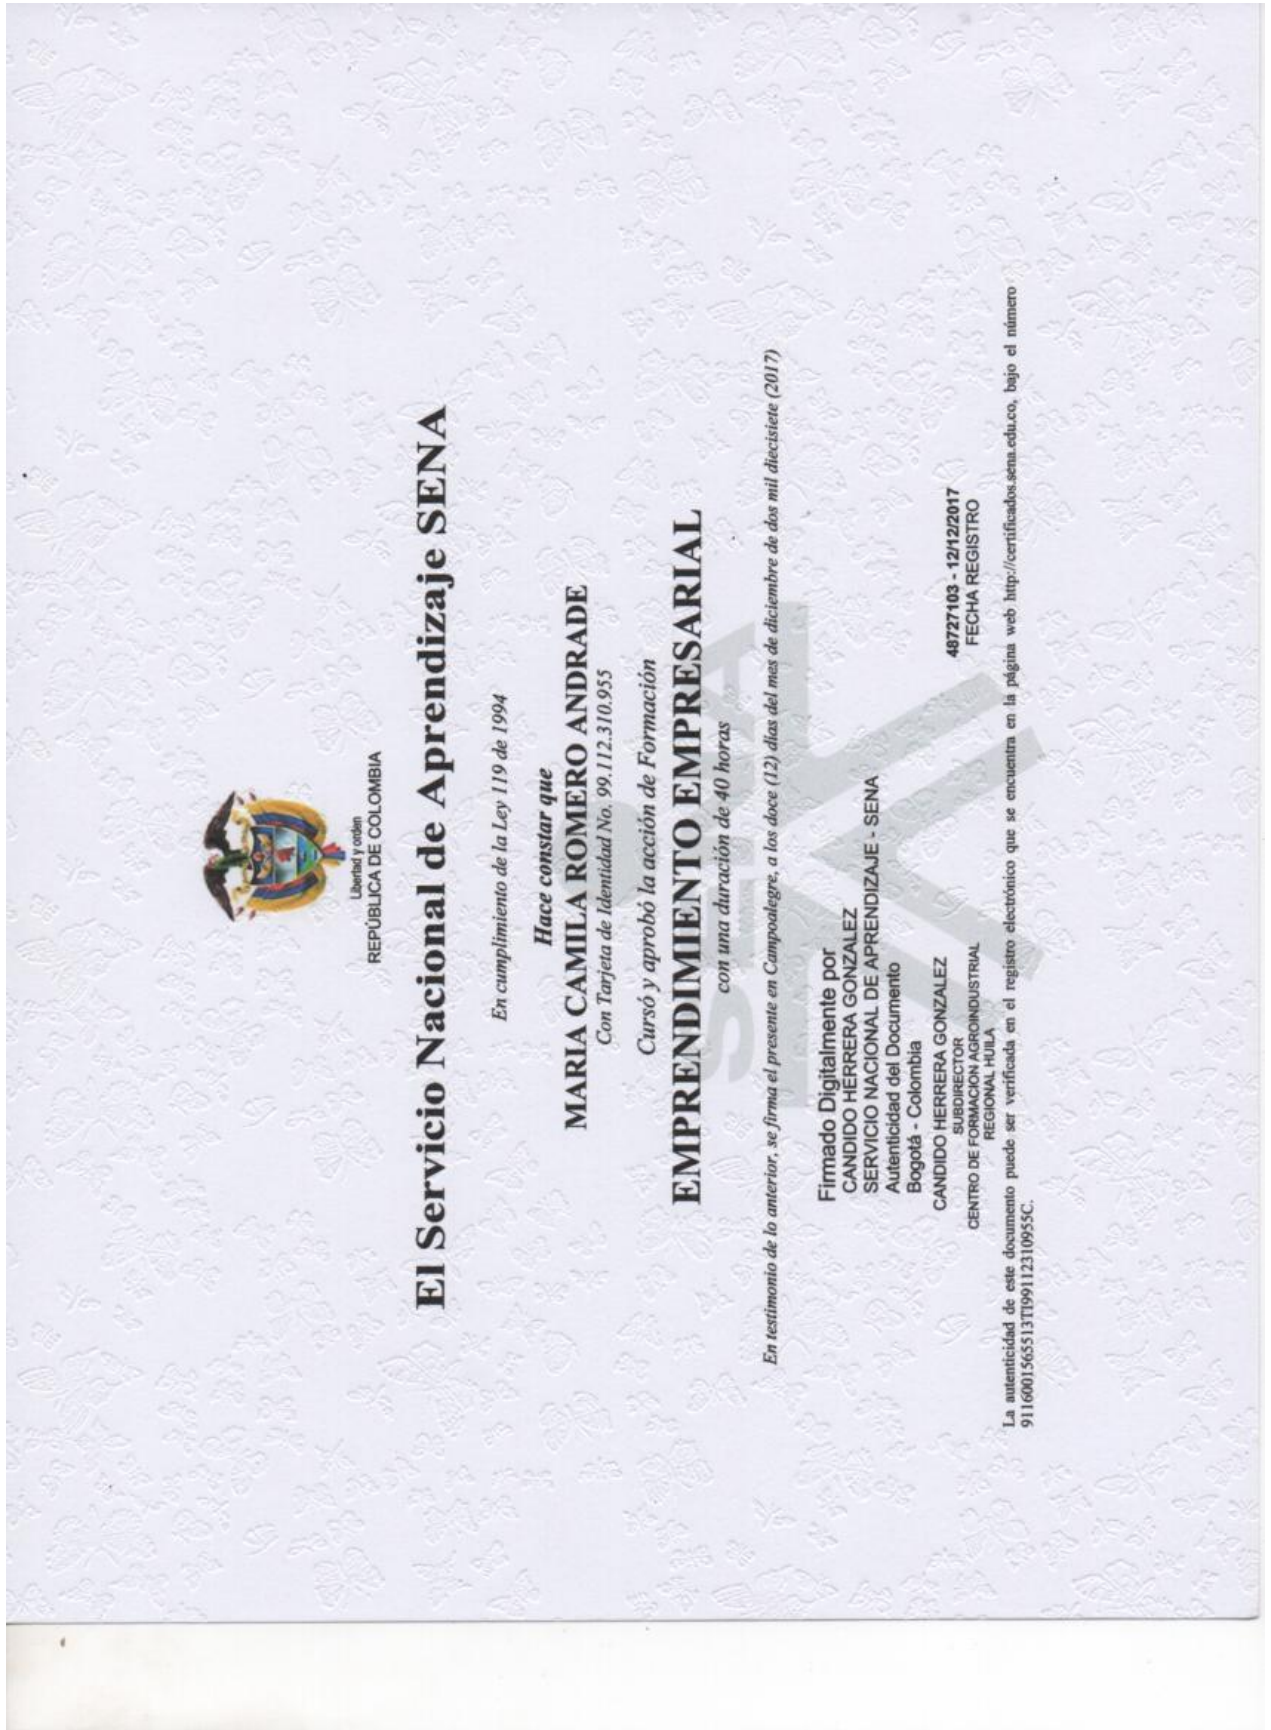 Libertad y orden
REPÚBLICA DE COLOMBIA
El Servicio Nacional de Aprendizaje SENA
En cumplimiento de la Ley 119 de 1994
Hace constar que
MARIA CAMILA ROMERO ANDRADE
Con Tarjeta de Identidad No. 99.112.310.955
Cursó y aprobó la acción de Formación
EMPRENDIMIENTO EMPRESARIAL
con una duración de 40 horas
En testimonio de lo anterior, se firma el presente en Campoalegre, a los doce (12) días del mes de diciembre de dos mil diecisiete (2017)
Firmado Digitalmente por
CANDIDO HERRERA GONZALEZ
SERVICIO NACIONAL DE APRENDIZAJE - SENA
Autenticidad del Documento
Bogotá - Colombia
CANDIDO HERRERA GONZALEZ
SUBDIRECTOR
CENTRO DE FORMACION AGROINDUSTRIAL
REGIONAL HUILA
48727103 - 12/12/2017
FECHA REGISTRO
La autenticidad de este documento puede ser verificada en el registro electrónico que se encuentra en la página web http://certificados.sena.edu.co, bajo el número
9116001565513TI99112310955C.
SENA